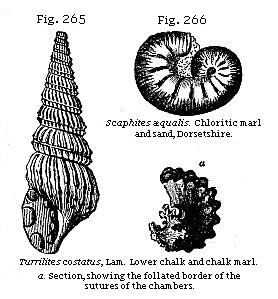 Fig. 265
Fig. 266
Scaphites æqualis. Chloritic marl
and sand, Dorsetshire.
a
Turrilites costatus, Lam. Lower chalk and chalk marl.
a. Section, showing the foliated border of the
sutures of the chambers.